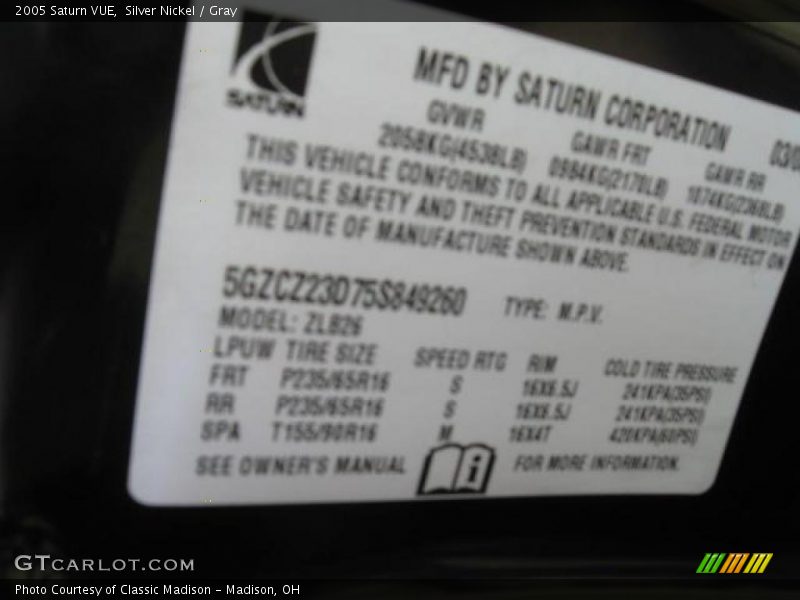 2005 Saturn VUE,  Silver Nickel / Gray
SATURN
MFD BY SATURN CORPORATION
GVWR GAWR FRT GAWR RR
2058KG(4538LB) 0984KG(2170LB) 1074KG(2368LB)
THIS VEHICLE CONFORMS TO ALL APPLICABLE U.S. FEDERAL MOTOR
VEHICLE SAFETY AND THEFT PREVENTION STANDARDS IN EFFECT ON
THE DATE OF MANUFACTURE SHOWN ABOVE.
5GZCZ23D75S849260 TYPE: M.P.V.
MODEL: ZLB26
LPUW TIRE SIZE SPEED RTG RIM COLD TIRE PRESSURE
FRT P235/65R16 S 16X6.5J 241KPA(35PSI)
RR P235/65R16 S 16X6.5J 241KPA(35PSI)
SPA T155/90R16 M 16X4T 420KPA(60PSI)
SEE OWNER'S MANUAL i FOR MORE INFORMATION.
GTCARLOT.COM
Photo Courtesy of Classic Madison - Madison, OH